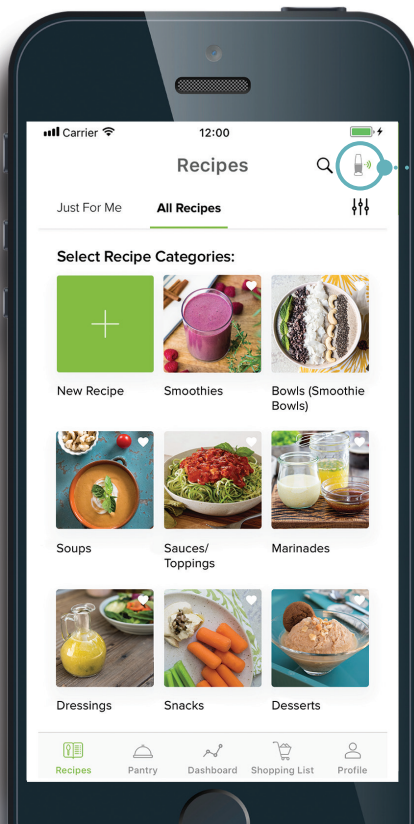 Carrier
12:00
Recipes
Just For Me
All Recipes
Select Recipe Categories:
New Recipe
Smoothies
Bowls (Smoothie
Bowls)
Soups
Sauces/
Toppings
Marinades
Dressings
Snacks
Desserts
Recipes
Pantry
Dashboard
Shopping List
Profile